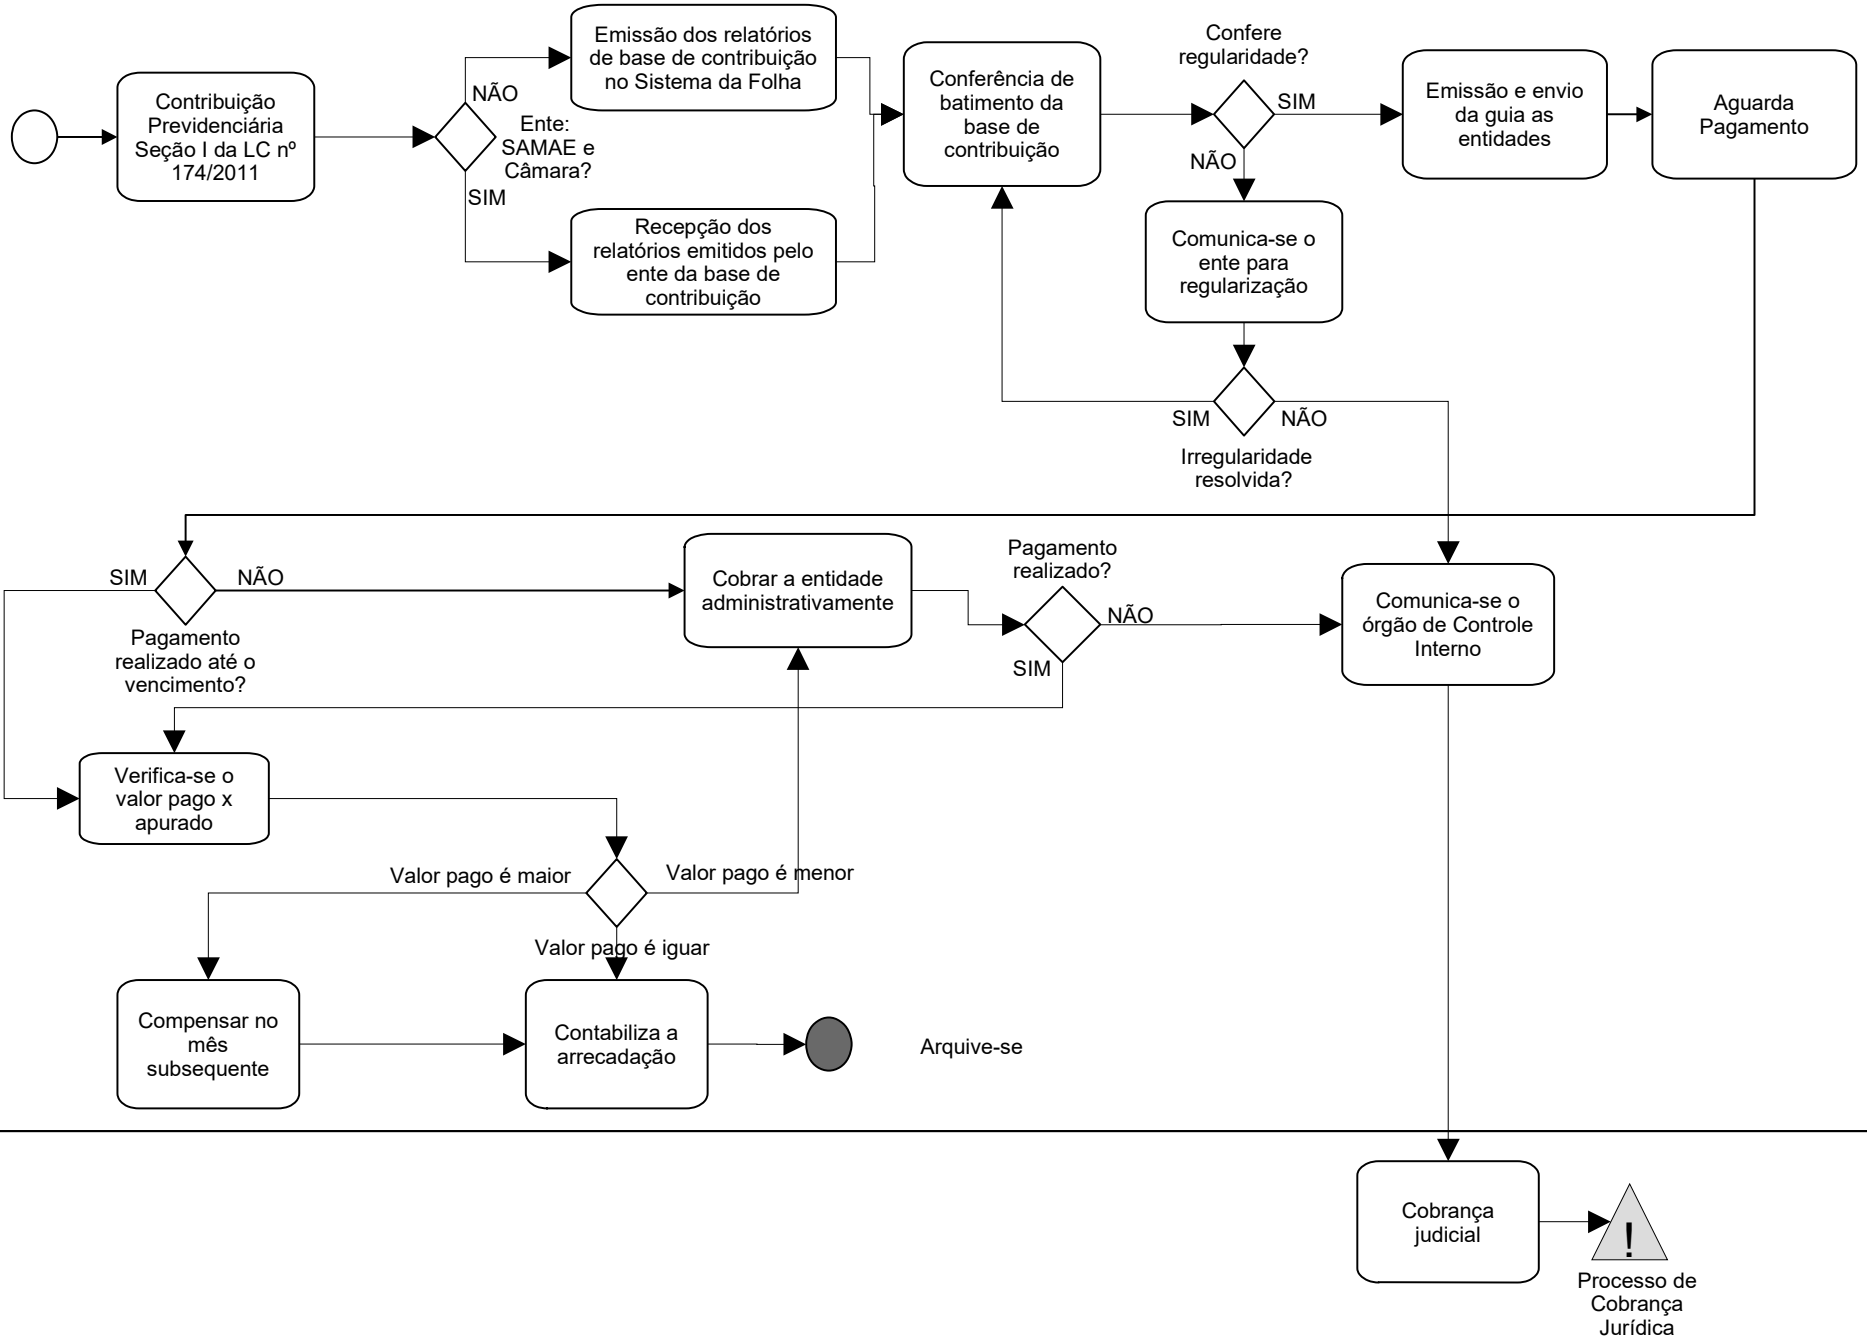 Contribuição
Previdenciária
Seção I da LC nº
174/2011
NÃO
Ente:
SAMAE e
Câmara?
SIM
Emissão dos relatórios
de base de contribuição
no Sistema da Folha
Recepção dos
relatórios emitidos pelo
ente da base de
contribuição
Conferência de
batimento da
base de
contribuição
Confere
regularidade?
SIM
NÃO
Emissão e envio
da guia as
entidades
Aguarda
Pagamento
Comunica-se o
ente para
regularização
SIM
NÃO
Irregularidade
resolvida?
SIM
NÃO
Pagamento
realizado até o
vencimento?
Cobrar a entidade
administrativamente
Pagamento
realizado?
NÃO
SIM
Comunica-se o
órgão de Controle
Interno
Verifica-se o
valor pago x
apurado
Valor pago é maior
Valor pago é menor
Valor pago é iguar
Compensar no
mês
subsequente
Contabiliza a
arrecadação
Arquive-se
Cobrança
judicial
!
Processo de
Cobrança
Jurídica